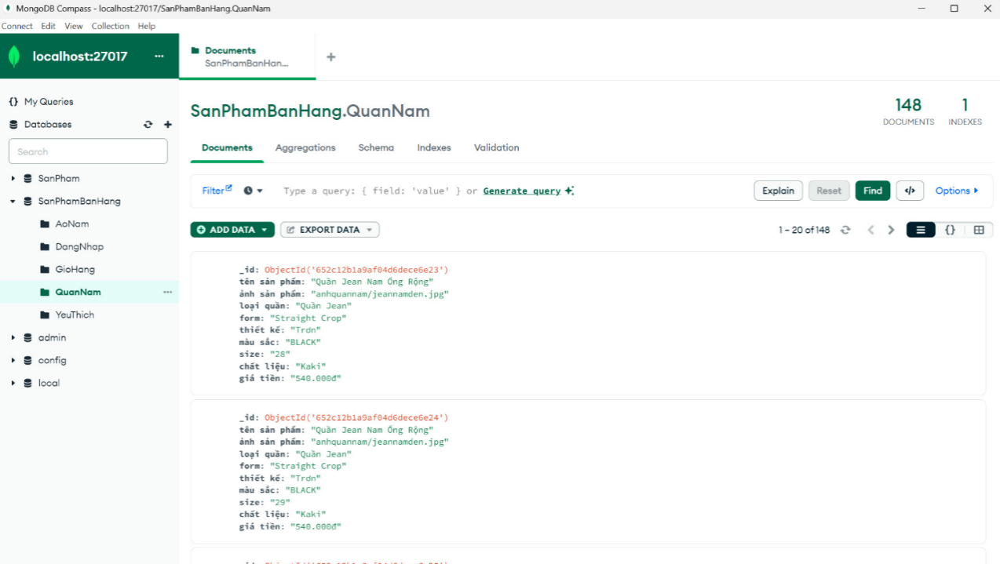 MongoDB Compass - localhost:27017/SanPhamBanHang.QuanNam
Connect Edit View Collection Help
localhost:27017 ...
Documents
SanPhamBanHan...
{} My Queries
Databases
Search
SanPham
SanPhamBanHang
AoNam
DangNhap
GioHang
QuanNam
YeuThich
admin
config
local
SanPhamBanHang.QuanNam
148
DOCUMENTS
1
INDEXES
Documents Aggregations Schema Indexes Validation
Filter Type a query: { field: 'value' } or Generate query Explain Reset Find </> Options
ADD DATA EXPORT DATA 1 – 20 of 148 {}
_id: ObjectId('652c12b1a9af04d6dece6e23')
tên sản phẩm: "Quần Jean Nam Ống Rộng"
ảnh sản phẩm: "anhquannam/jeannamden.jpg"
loại quần: "Quần Jean"
form: "Straight Crop"
thiết kế: "Trơn"
màu sắc: "BLACK"
size: "28"
chất liệu: "Kaki"
giá tiền: "540.000đ"
_id: ObjectId('652c12b1a9af04d6dece6e24')
tên sản phẩm: "Quần Jean Nam Ống Rộng"
ảnh sản phẩm: "anhquannam/jeannamden.jpg"
loại quần: "Quần Jean"
form: "Straight Crop"
thiết kế: "Trơn"
màu sắc: "BLACK"
size: "29"
chất liệu: "Kaki"
giá tiền: "540.000đ"